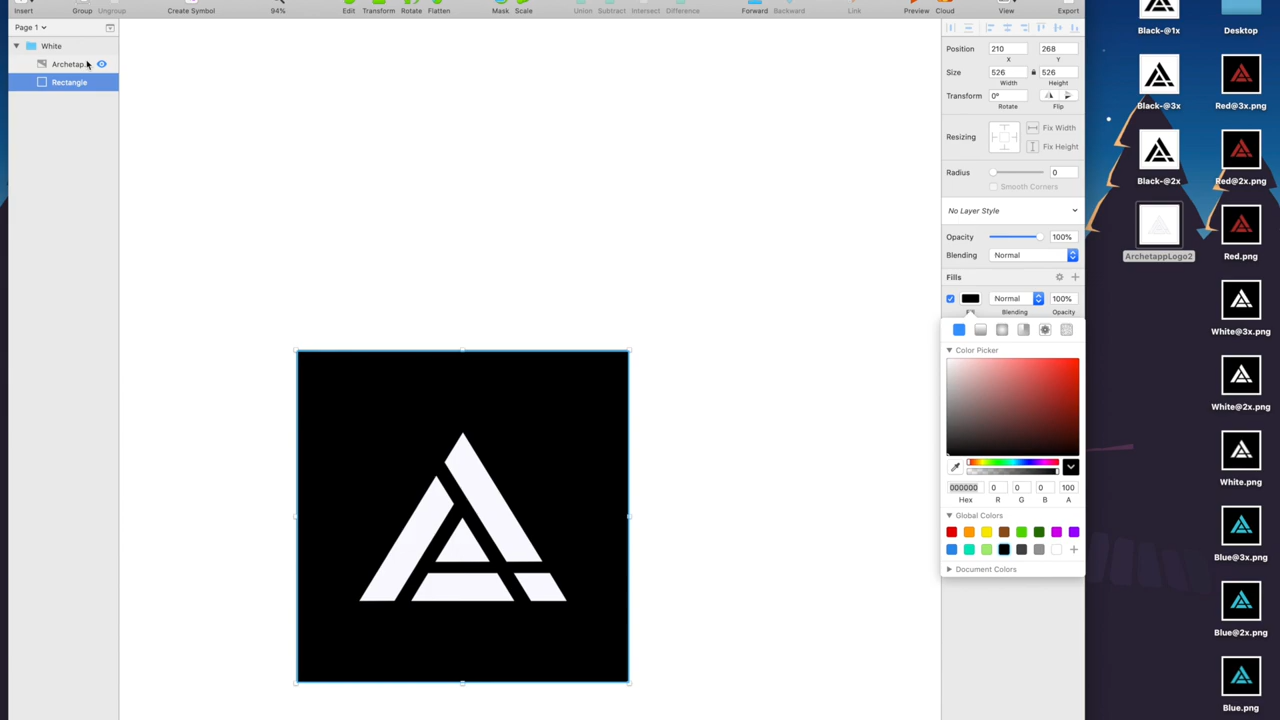 Insert Group Ungroup Create Symbol 94% Edit Transform Rotate Flatten Mask Scale Union Subtract Intersect Difference Forward Backward Link Preview Cloud View Export
Page 1
White
Archetap...
Rectangle
Position 210 268
X Y
Size 526 526
Width Height
Transform 0°
Rotate Flip
Resizing Fix Width
Fix Height
Radius 0
Smooth Corners
No Layer Style
Opacity 100%
Blending Normal
Fills
Normal 100%
Blending Opacity
Color Picker
000000 0 0 0 100
Hex R G B A
Global Colors
Document Colors
Black-@1x
Black-@3x
Black-@2x
ArchetappLogo2
Desktop
Red@3x.png
Red@2x.png
Red.png
White@3x.png
White@2x.png
White.png
Blue@3x.png
Blue@2x.png
Blue.png